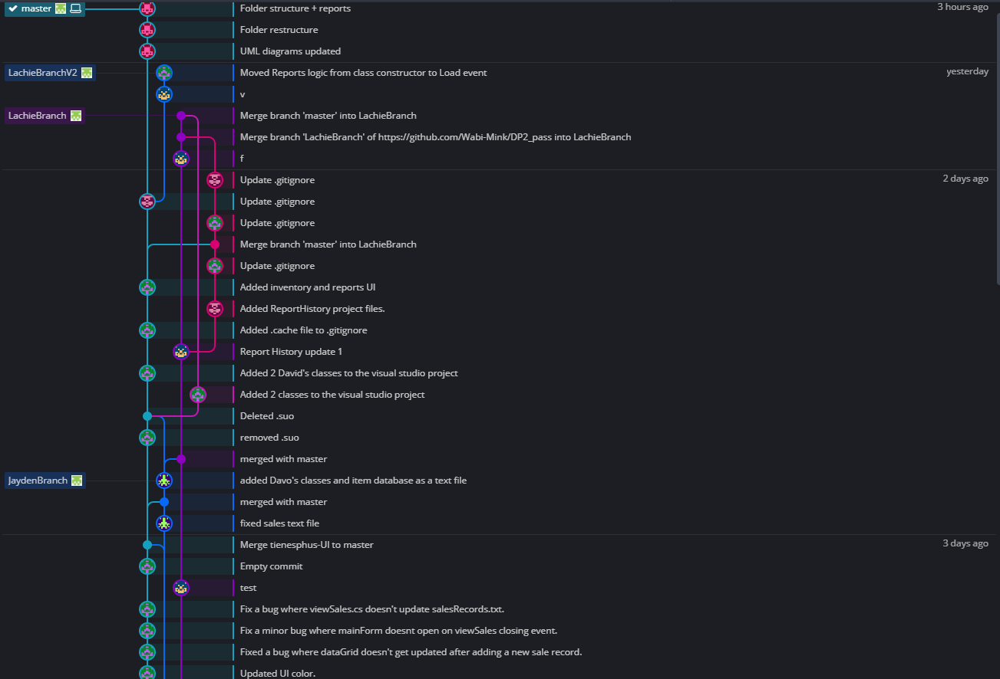 master Folder structure + reports 3 hours ago
Folder restructure
UML diagrams updated
LachieBranchV2 Moved Reports logic from class constructor to Load event yesterday
v
LachieBranch Merge branch 'master' into LachieBranch
Merge branch 'LachieBranch' of https://github.com/Wabi-Mink/DP2_pass into LachieBranch
f
Update .gitignore 2 days ago
Update .gitignore
Update .gitignore
Merge branch 'master' into LachieBranch
Update .gitignore
Added inventory and reports UI
Added ReportHistory project files.
Added .cache file to .gitignore
Report History update 1
Added 2 David's classes to the visual studio project
Added 2 classes to the visual studio project
Deleted .suo
removed .suo
merged with master
JaydenBranch added Davo's classes and item database as a text file
merged with master
fixed sales text file
Merge tienesphus-UI to master 3 days ago
Empty commit
test
Fix a bug where viewSales.cs doesn't update salesRecords.txt.
Fix a minor bug where mainForm doesnt open on viewSales closing event.
Fixed a bug where dataGrid doesn't get updated after adding a new sale record.
Updated UI color.